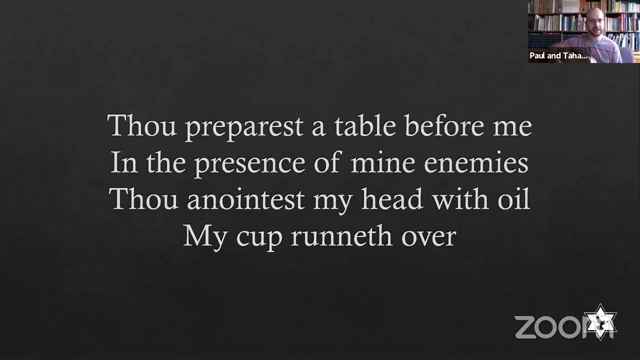 Paul and Taha...
Thou preparest a table before me
In the presence of mine enemies
Thou anointest my head with oil
My cup runneth over
ZOOM